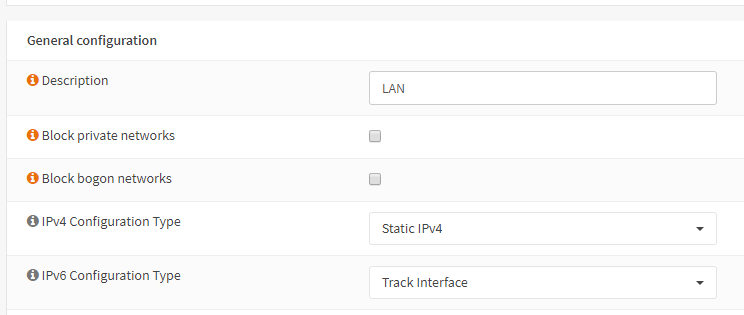 General configuration
Description
LAN
Block private networks
Block bogon networks
IPv4 Configuration Type
Static IPv4
IPv6 Configuration Type
Track Interface